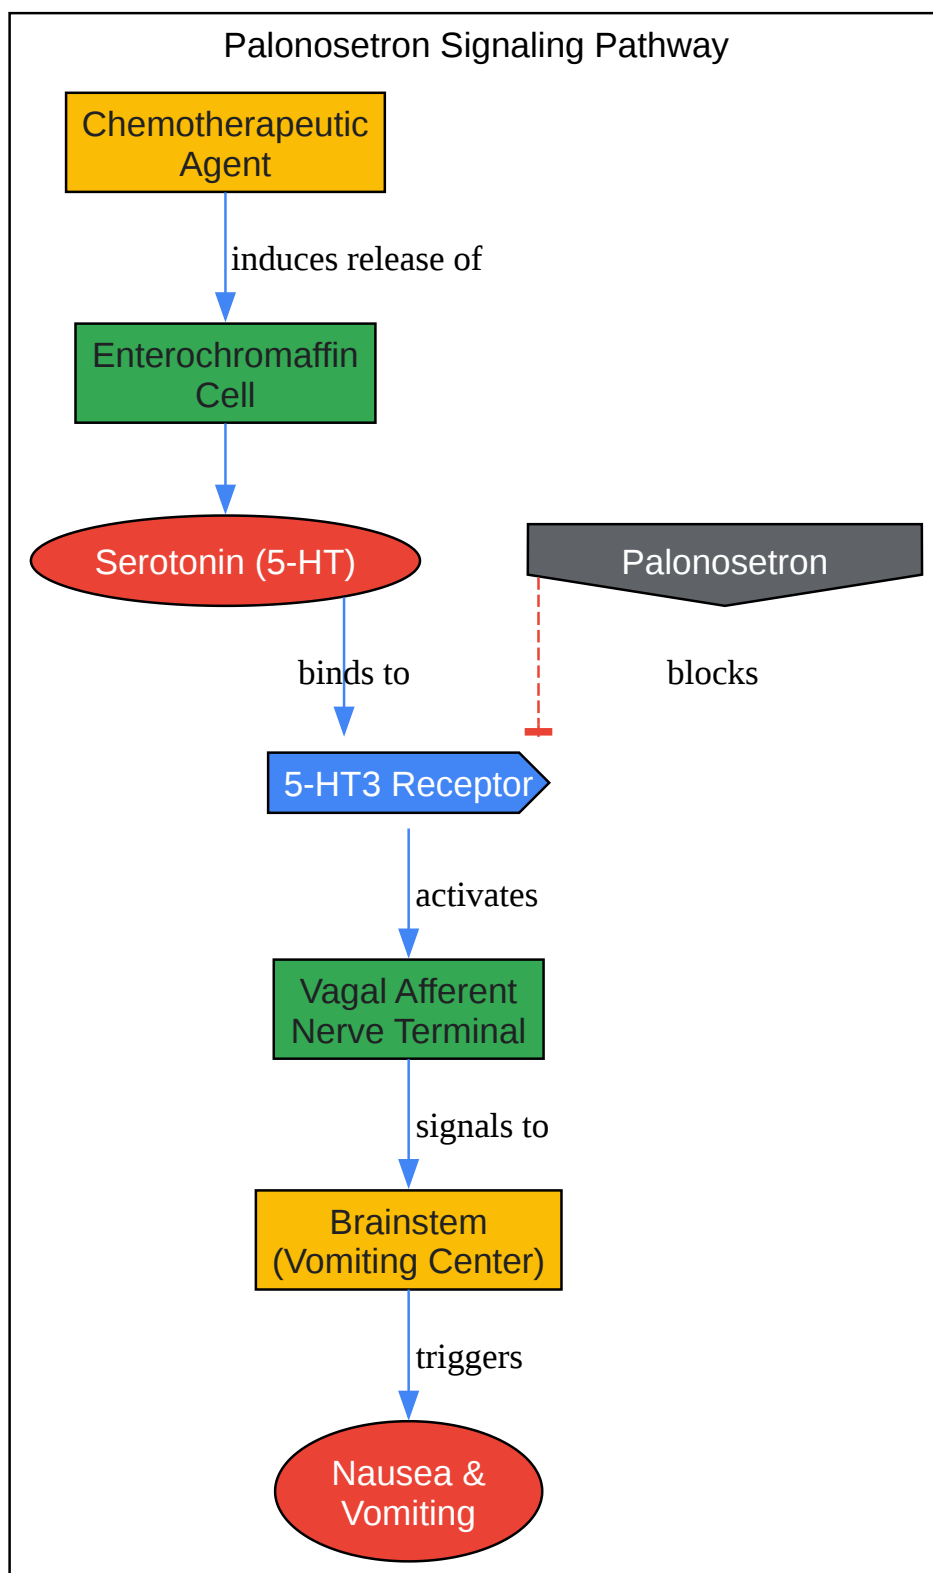 Palonosetron Signaling Pathway
Chemotherapeutic
Agent
induces release of
Enterochromaffin
Cell
Serotonin (5-HT)
Palonosetron
binds to
blocks
5-HT3 Receptor
activates
Vagal Afferent
Nerve Terminal
signals to
Brainstem
(Vomiting Center)
triggers
Nausea &
Vomiting